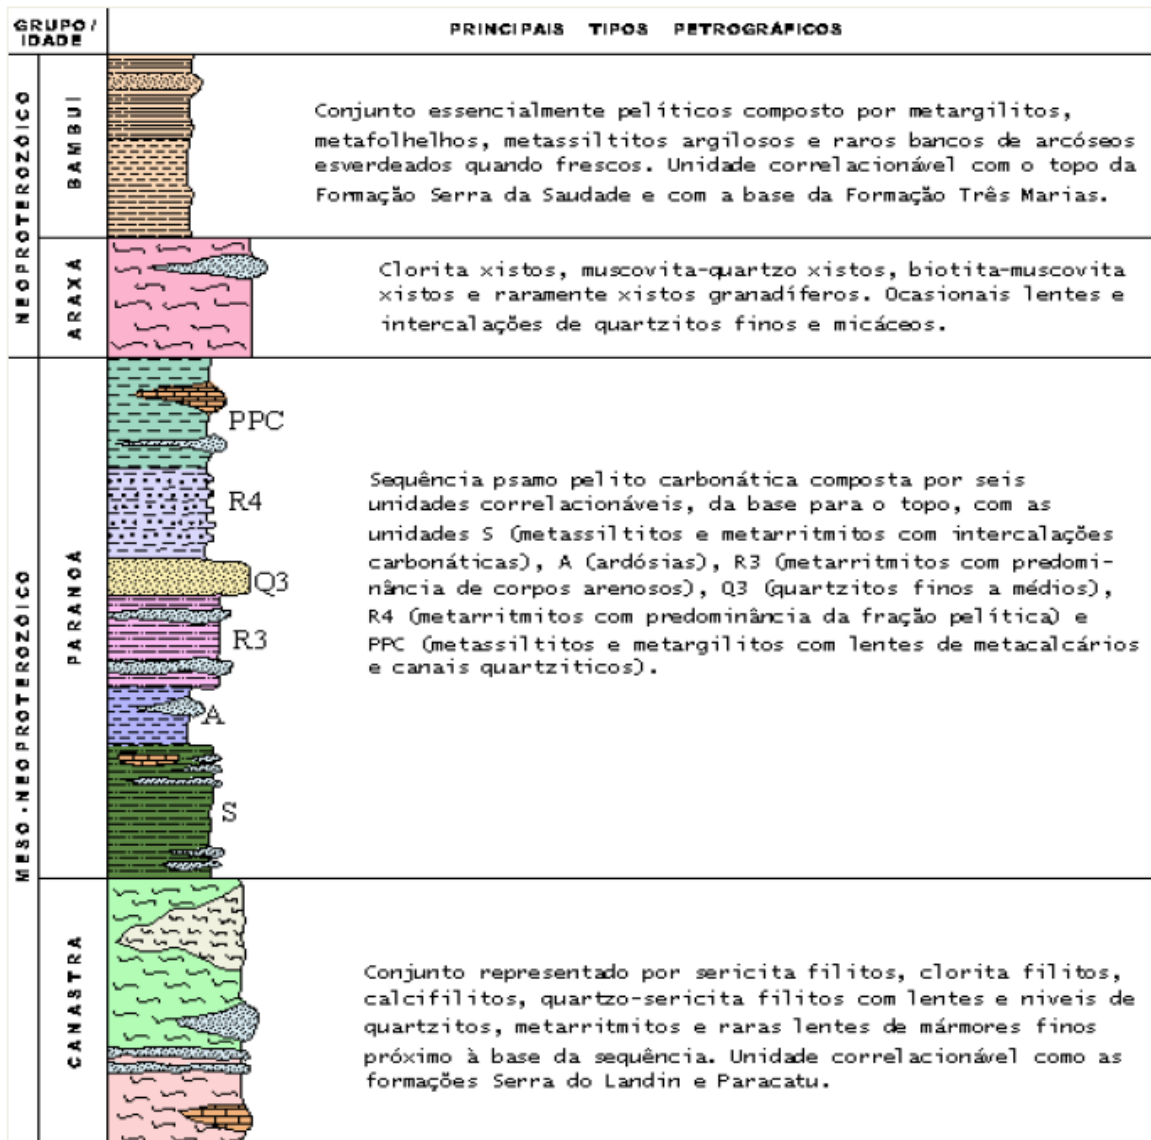 GRUPO / IDADE
PRINCIPAIS TIPOS PETROGRÁFICOS
NEOPROTEROZÓICO
BAMBUÍ
Conjunto essencialmente pelíticos composto por metargilitos,
metafolhelhos, metassiltitos argilosos e raros bancos de arcóseos
esverdeados quando frescos. Unidade correlacionável com o topo da
Formação Serra da Saudade e com a base da Formação Três Marias.
ARAXA
Clorita xistos, muscovita-quartzo xistos, biotita-muscovita
xistos e raramente xistos granadíferos. Ocasionais lentes e
intercalações de quartzitos finos e micáceos.
MESO-NEOPROTEROZÓICO
PARANOA
PPC
R4
Q3
R3
A
S
Sequência psamo pelito carbonática composta por seis
unidades correlacionáveis, da base para o topo, com as
unidades S (metassiltitos e metarritmitos com intercalações
carbonáticas), A (ardósias), R3 (metarritmitos com predomi-
nância de corpos arenosos), Q3 (quartzitos finos a médios),
R4 (metarritmitos com predominância da fração pelítica) e
PPC (metassiltitos e metargilitos com lentes de metacalcários
e canais quartzíticos).
CANASTRA
Conjunto representado por sericita filitos, clorita filitos,
calcifilitos, quartzo-sericita filitos com lentes e níveis de
quartzitos, metarritmitos e raras lentes de mármores finos
próximo à base da sequência. Unidade correlacionável como as
formações Serra do Landin e Paracatu.